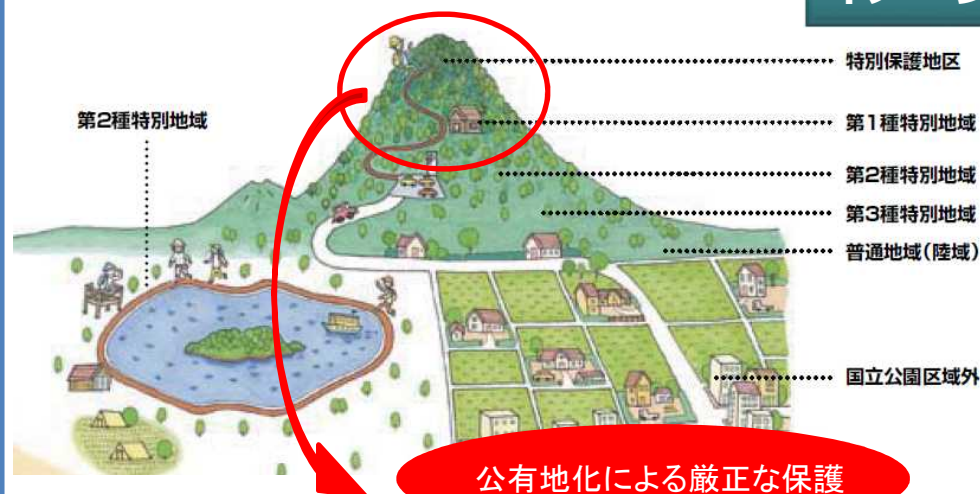 特別保護地区
第2種特別地域
第1種特別地域
第2種特別地域
第3種特別地域
普通地域（陸域）
国立公園区域外
公有地化による厳正な保護